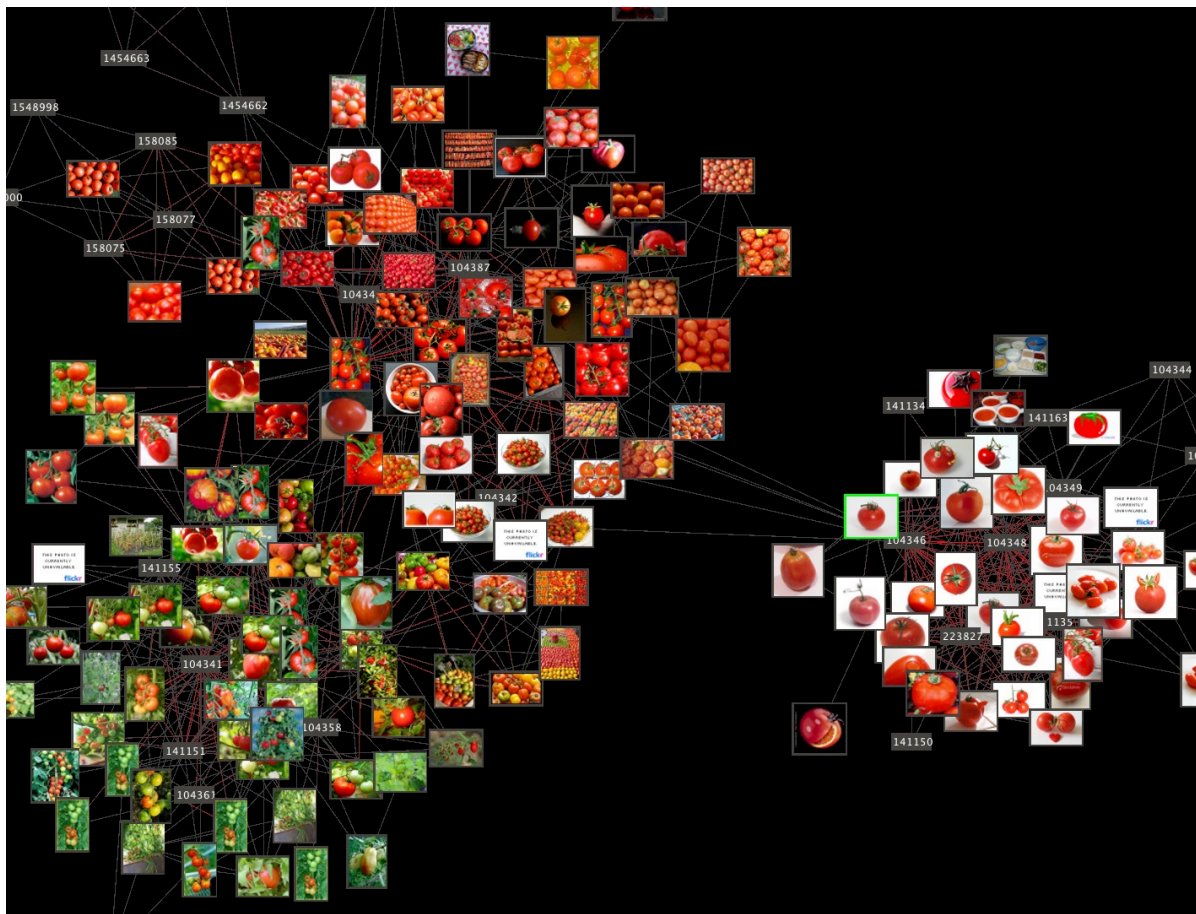 1454663
1548998
1454662
158085
158077
158075
104387
10434
104344
141134
141163
104342
04349
THIS PHOTO IS
CURRENTLY
UNAVAILABLE.
flickr
THIS PHOTO IS
CURRENTLY
UNAVAILABLE.
flickr
104346
104348
THIS PHOTO IS
CURRENTLY
UNAVAILABLE.
flickr
141155
1135
223827
104341
04358
141151
141150
104361